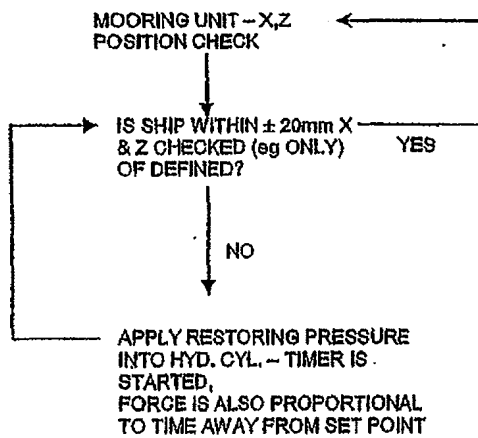 MOORING UNIT – X,Z
POSITION CHECK
IS SHIP WITHIN ± 20mm X
& Z CHECKED (eg ONLY)
OF DEFINED?
YES
NO
APPLY RESTORING PRESSURE
INTO HYD. CYL. – TIMER IS
STARTED,
FORCE IS ALSO PROPORTIONAL
TO TIME AWAY FROM SET POINT